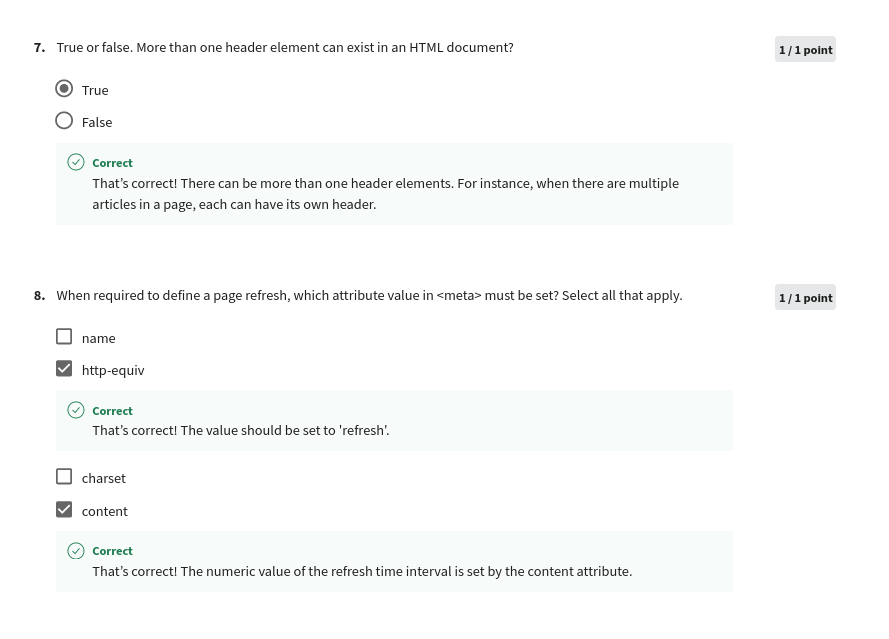 7. True or false. More than one header element can exist in an HTML document?
1 / 1 point
True
False
Correct
That’s correct! There can be more than one header elements. For instance, when there are multiple
articles in a page, each can have its own header.
8. When required to define a page refresh, which attribute value in <meta> must be set? Select all that apply.
1 / 1 point
name
http-equiv
Correct
That’s correct! The value should be set to 'refresh'.
charset
content
Correct
That’s correct! The numeric value of the refresh time interval is set by the content attribute.